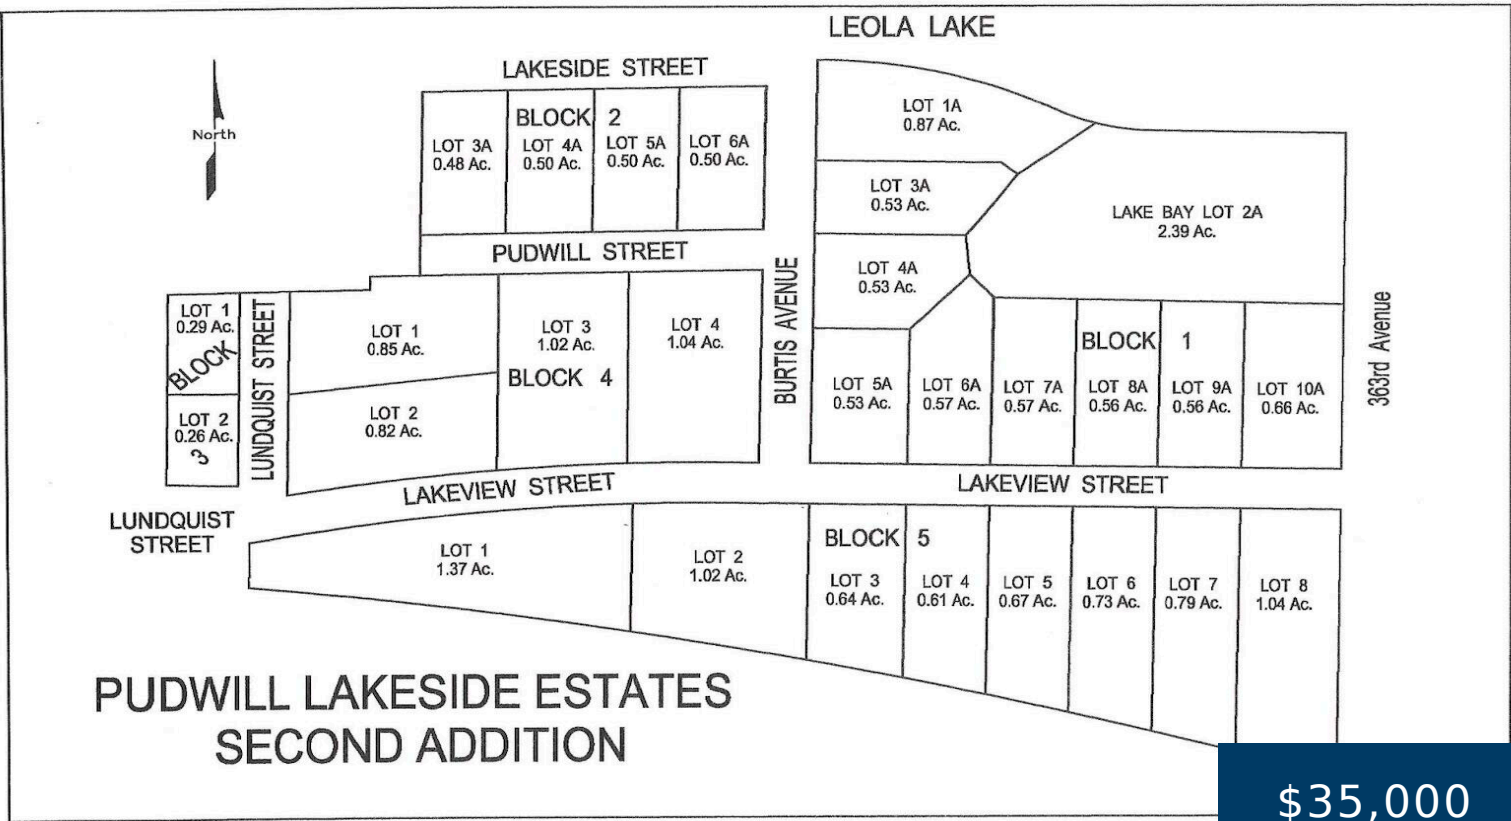 LEOLA LAKE
LAKESIDE STREET
North
BLOCK 2
LOT 3A
0.48 Ac.
LOT 4A
0.50 Ac.
LOT 5A
0.50 Ac.
LOT 6A
0.50 Ac.
LOT 1A
0.87 Ac.
LOT 3A
0.53 Ac.
LAKE BAY LOT 2A
2.39 Ac.
PUDWILL STREET
LOT 4A
0.53 Ac.
BURTIS AVENUE
363rd Avenue
LOT 1
0.29 Ac.
BLOCK
LOT 2
0.26 Ac.
3
LUNDQUIST STREET
LOT 1
0.85 Ac.
LOT 2
0.82 Ac.
LOT 3
1.02 Ac.
BLOCK 4
LOT 4
1.04 Ac.
BLOCK 1
LOT 5A
0.53 Ac.
LOT 6A
0.57 Ac.
LOT 7A
0.57 Ac.
LOT 8A
0.56 Ac.
LOT 9A
0.56 Ac.
LOT 10A
0.66 Ac.
LAKEVIEW STREET
LAKEVIEW STREET
LUNDQUIST
STREET
LOT 1
1.37 Ac.
LOT 2
1.02 Ac.
BLOCK 5
LOT 3
0.64 Ac.
LOT 4
0.61 Ac.
LOT 5
0.67 Ac.
LOT 6
0.73 Ac.
LOT 7
0.79 Ac.
LOT 8
1.04 Ac.
PUDWILL LAKESIDE ESTATES
SECOND ADDITION
$35,000